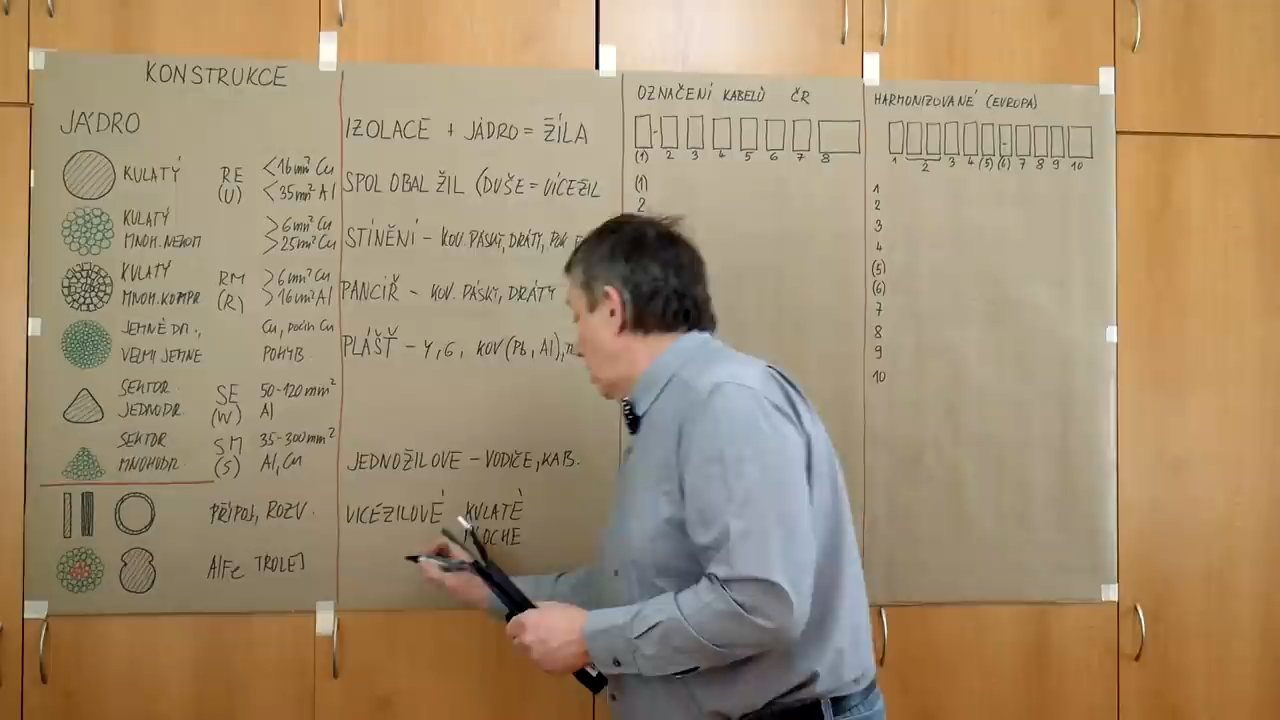 KONSTRUKCE
JÁDRO
KULATÝ RE <16mm² Cu
(U) <35mm² Al
KULATÝ >6mm² Cu
MNOH. NEKOM >25mm² Cu
KULATÝ RM >6mm² Cu
MNOH. KOMPR (R) >16mm² Al
JEMNĚ DR., Cu, pocín Cu
VELMI JEMNĚ POHYB.
SEKTOR. SE 50-120mm²
JEDNODR. (W) Al
SEKTOR SM 35-300mm²
MNOHODR. (S) Al, Cu
PŘÍPOJ, ROZV.
AlFe TROLEJ
IZOLACE + JÁDRO = ŽÍLA
SPOL OBAL ŽIL (DUŠE = VÍCEŽIL
STÍNĚNÍ - KOV. PÁSKY, DRÁTY, POK
PANCÍŘ - KOV. PÁSKY, DRÁTY
PLÁŠŤ - Y, G, KOV (Pb, Al),
JEDNOŽILOVÉ - VODIČE, KAB.
VÍCEŽILOVÉ KULATÉ
PLOCHÉ
OZNAČENÍ KABELŮ ČR
(1) - 2 3 4 5 6 7 8
(1)
2
HARMONIZOVANÉ (EVROPA)
1 2 3 4 (5) (6) - 7 8 9 10
1
2
3
4
(5)
(6)
7
8
9
10